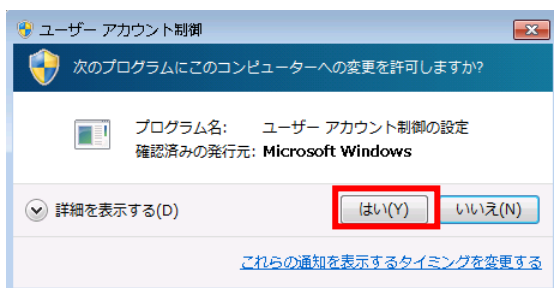 ユーザー アカウント制御
次のプログラムにこのコンピューターへの変更を許可しますか?
プログラム名: ユーザー アカウント制御の設定
確認済みの発行元: Microsoft Windows
詳細を表示する(D) はい(Y) いいえ(N)
これらの通知を表示するタイミングを変更する